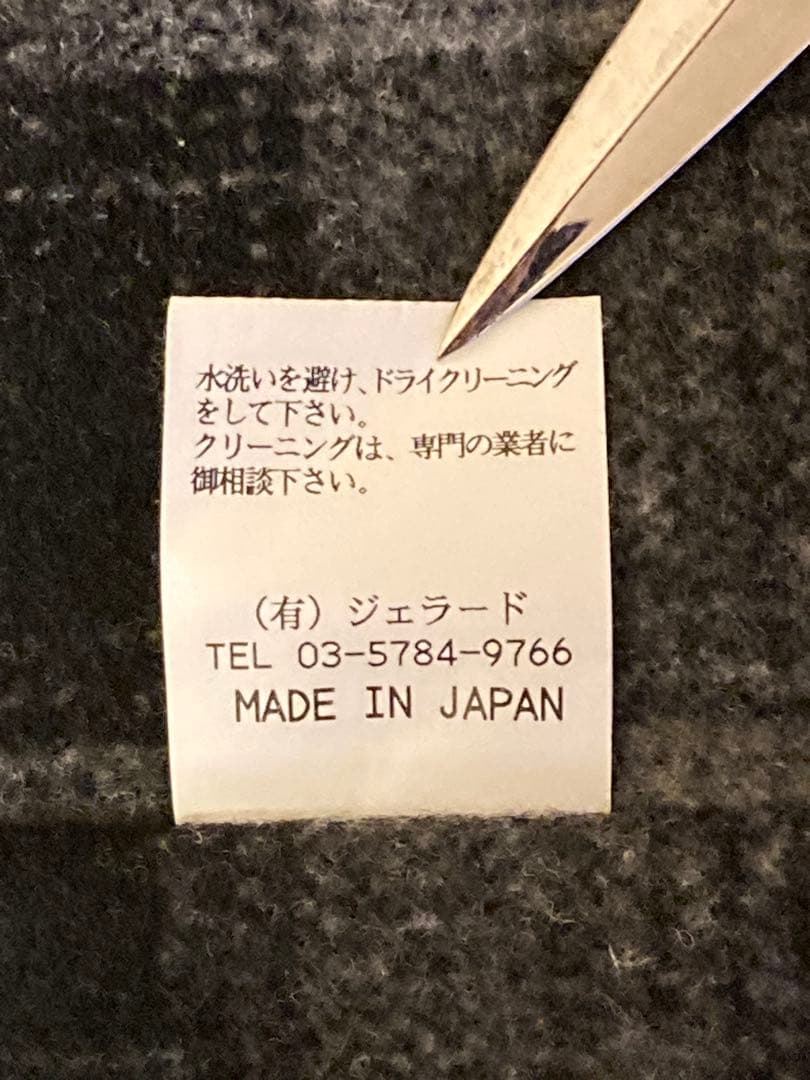 水洗いを避け、ドライクリーニング
をして下さい。
クリーニングは、専門の業者に
御相談下さい。
（有）ジェラード
TEL 03-5784-9766
MADE IN JAPAN